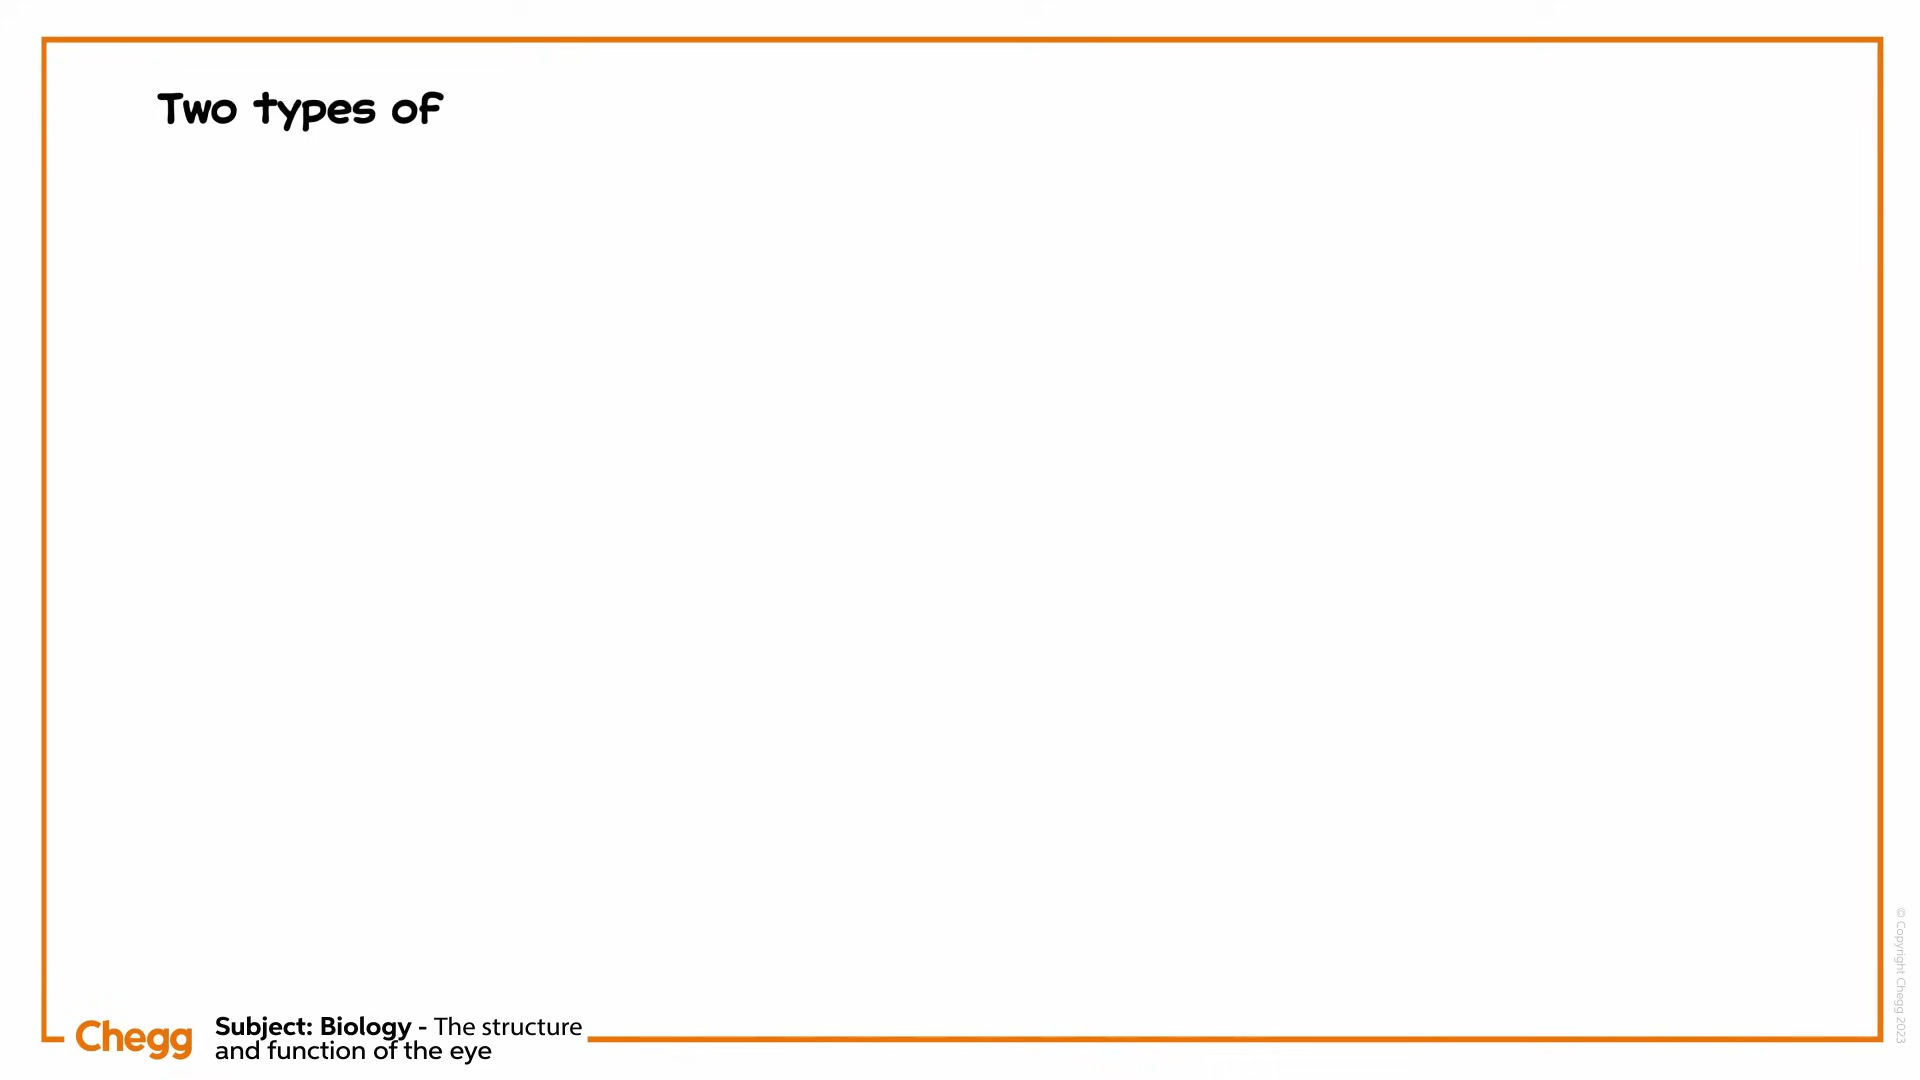 Two types of
Chegg
Subject: Biology - The structure
and function of the eye
© Copyright Chegg 2023